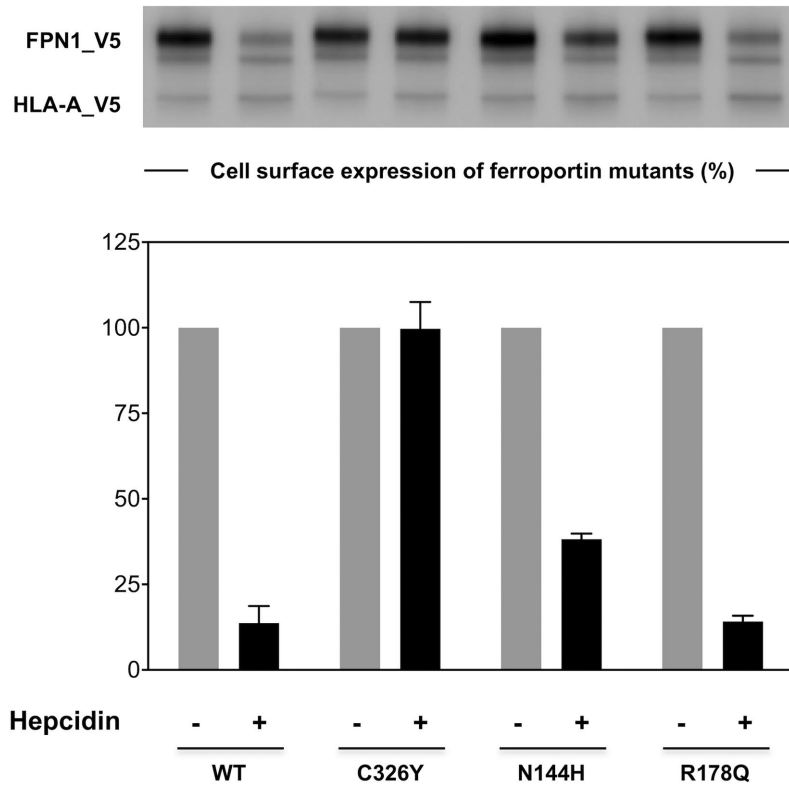 FPN1_V5
HLA-A_V5
Cell surface expression of ferroportin mutants (%)
125
100
75
50
25
0
Hepcidin - + - + - + - +
WT C326Y N144H R178Q